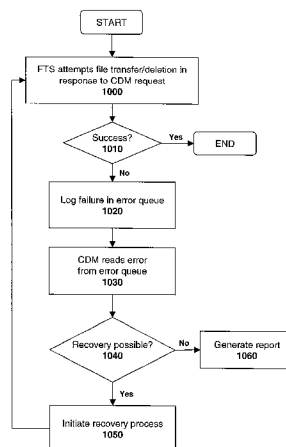 START
FTS attempts file transfer/deletion in
response to CDM request
1000
Success?
1010
Yes
END
No
Log failure in error queue
1020
CDM reads error
from error queue
1030
Recovery possible?
1040
No
Generate report
1060
Yes
Initiate recovery process
1050